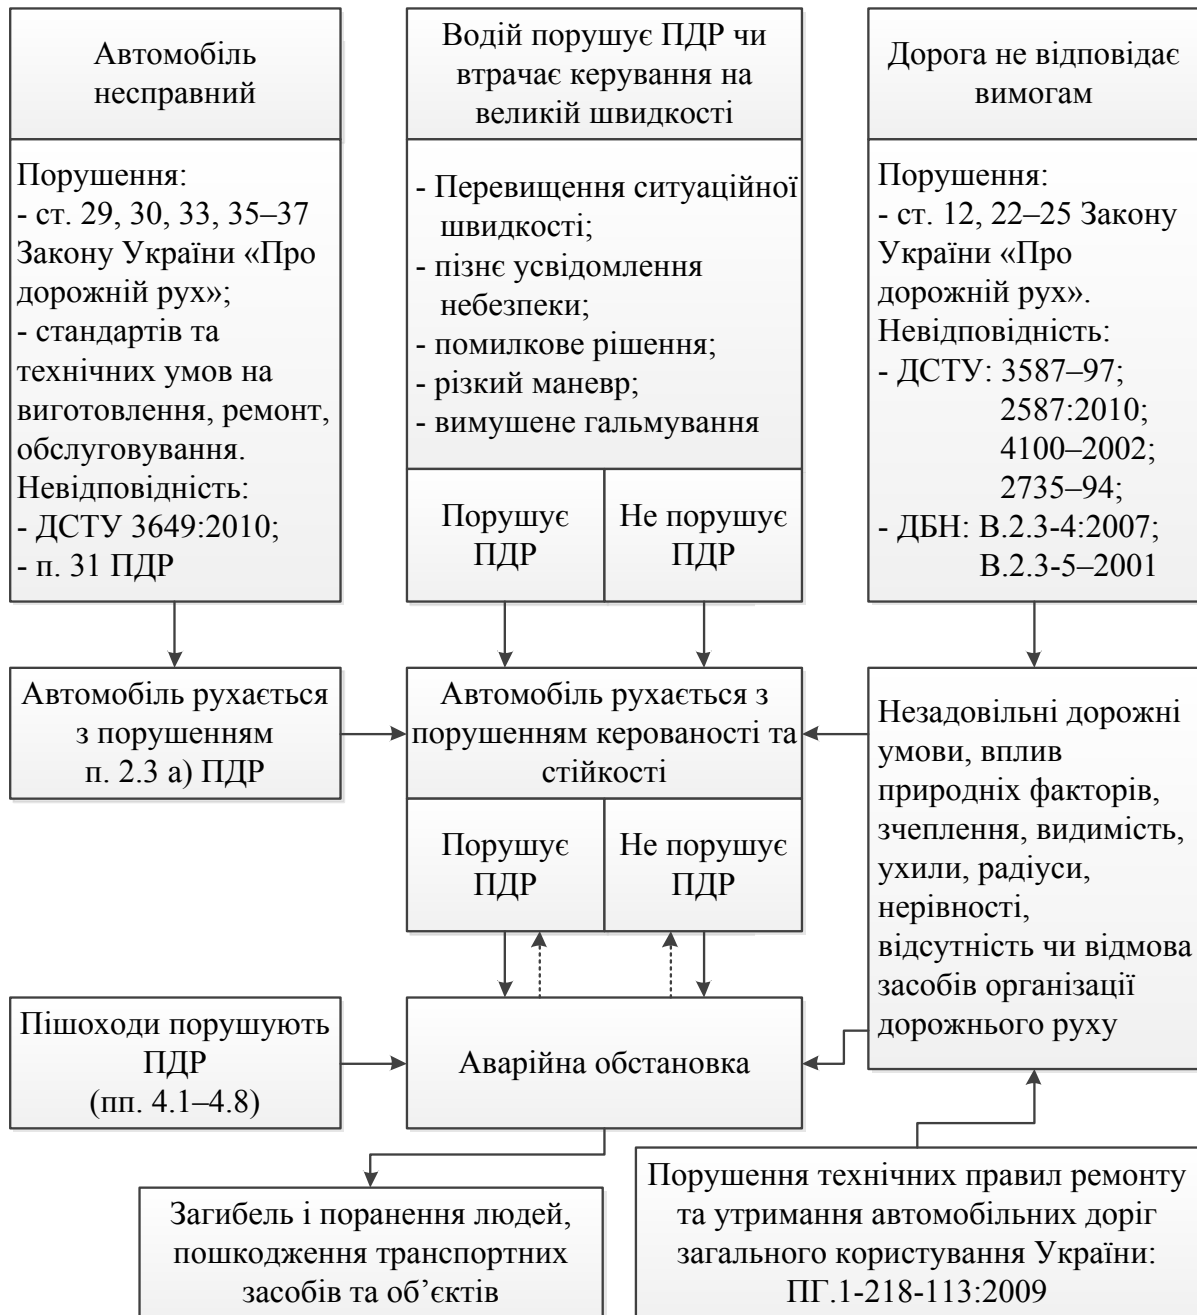 Автомобіль
несправний
Порушення:
- ст. 29, 30, 33, 35–37
Закону України «Про
дорожній рух»;
- стандартів та
технічних умов на
виготовлення, ремонт,
обслуговування.
Невідповідність:
- ДСТУ 3649:2010;
- п. 31 ПДР
Водій порушує ПДР чи
втрачає керування на
великій швидкості
- Перевищення ситуаційної
швидкості;
- пізнє усвідомлення
небезпеки;
- помилкове рішення;
- різкий маневр;
- вимушене гальмування
Порушує
ПДР
Не порушує
ПДР
Дорога не відповідає
вимогам
Порушення:
- ст. 12, 22–25 Закону
України «Про
дорожній рух».
Невідповідність:
- ДСТУ: 3587–97;
2587:2010;
4100–2002;
2735–94;
- ДБН: В.2.3-4:2007;
В.2.3-5–2001
Автомобіль рухається
з порушенням
п. 2.3 а) ПДР
Автомобіль рухається з
порушенням керованості та
стійкості
Порушує
ПДР
Не порушує
ПДР
Незадовільні дорожні
умови, вплив
природніх факторів,
зчеплення, видимість,
ухили, радіуси,
нерівності,
відсутність чи відмова
засобів організації
дорожнього руху
Пішоходи порушують
ПДР
(пп. 4.1–4.8)
Аварійна обстановка
Загибель і поранення людей,
пошкодження транспортних
засобів та об’єктів
Порушення технічних правил ремонту
та утримання автомобільних доріг
загального користування України:
ПГ.1-218-113:2009